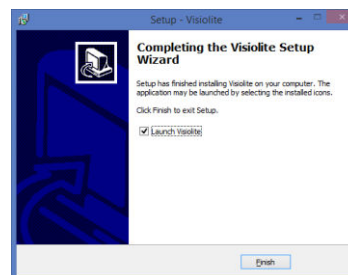 Setup - Visiolite
Completing the Visiolite Setup
Wizard
Setup has finished installing Visiolite on your computer. The
application may be launched by selecting the installed icons.
Click Finish to exit Setup.
Launch Visiolite
Finish